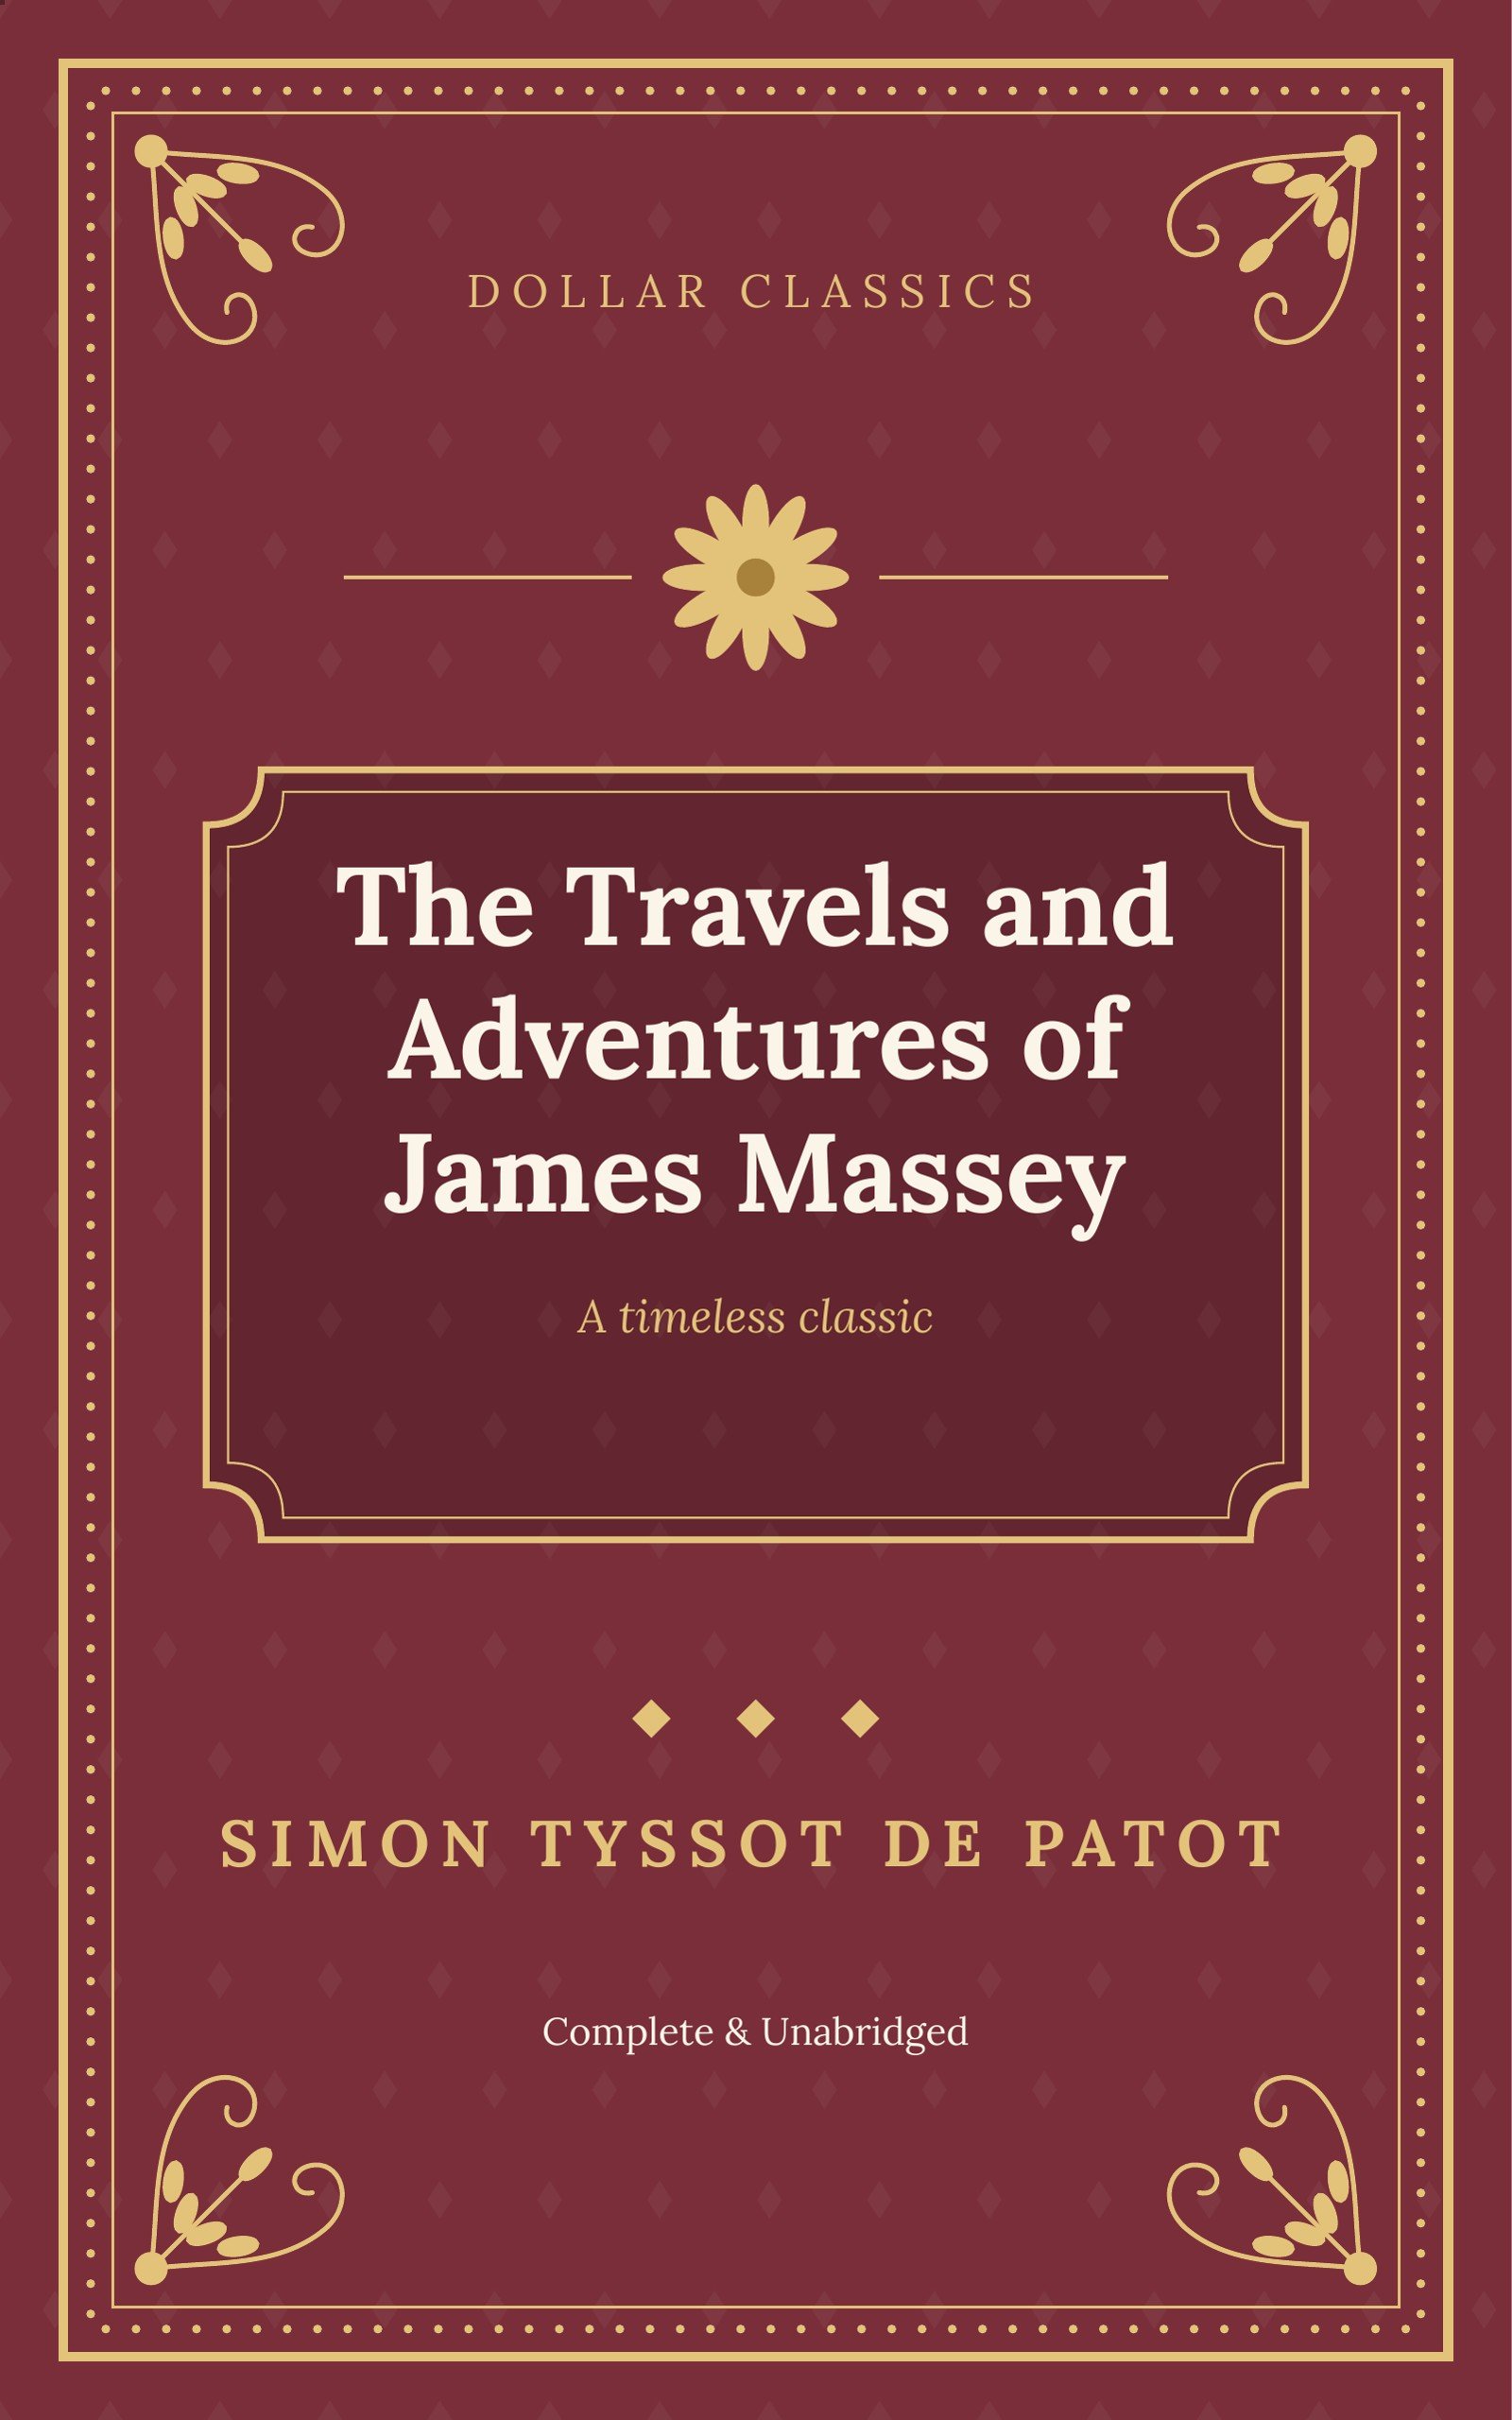 DOLLAR CLASSICS
The Travels and
Adventures of
James Massey
A timeless classic
SIMON TYSSOT DE PATOT
Complete & Unabridged